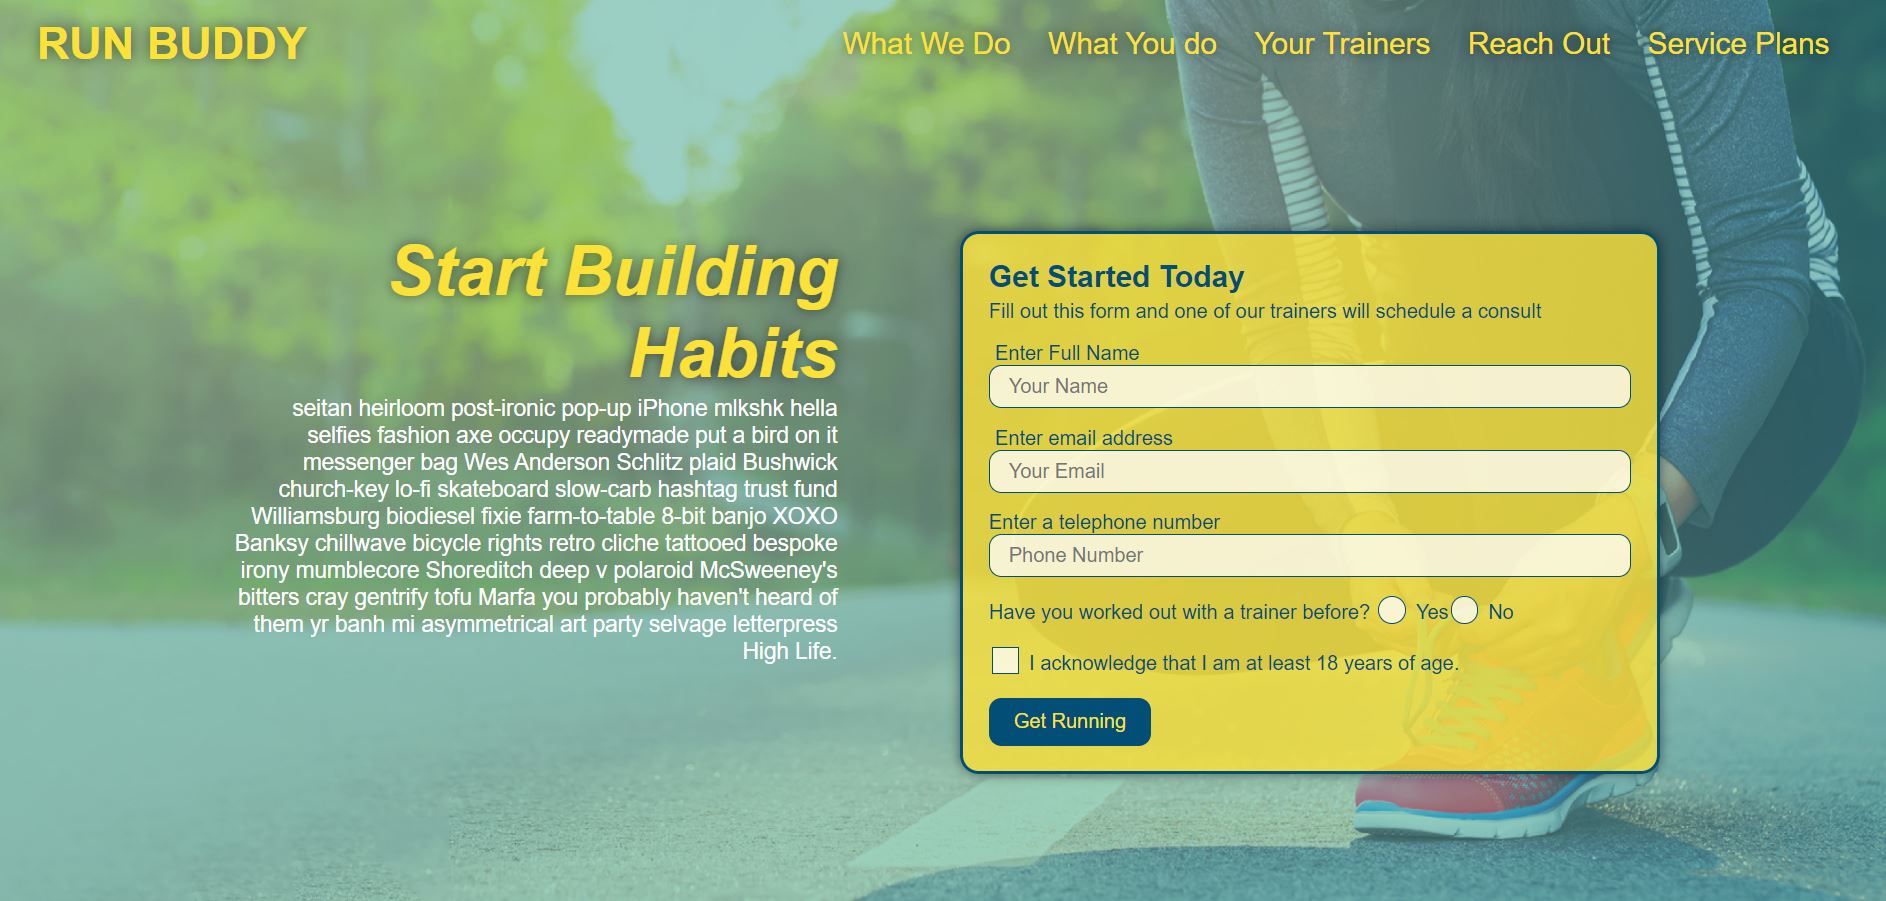 RUN BUDDY
What We Do What You do Your Trainers Reach Out Service Plans
Start Building
Habits
seitan heirloom post-ironic pop-up iPhone mlkshk hella
selfies fashion axe occupy readymade put a bird on it
messenger bag Wes Anderson Schlitz plaid Bushwick
church-key lo-fi skateboard slow-carb hashtag trust fund
Williamsburg biodiesel fixie farm-to-table 8-bit banjo XOXO
Banksy chillwave bicycle rights retro cliche tattooed bespoke
irony mumblecore Shoreditch deep v polaroid McSweeney's
bitters cray gentrify tofu Marfa you probably haven't heard of
them yr banh mi asymmetrical art party selvage letterpress
High Life.
Get Started Today
Fill out this form and one of our trainers will schedule a consult
Enter Full Name
Your Name
Enter email address
Your Email
Enter a telephone number
Phone Number
Have you worked out with a trainer before? Yes No
I acknowledge that I am at least 18 years of age.
Get Running